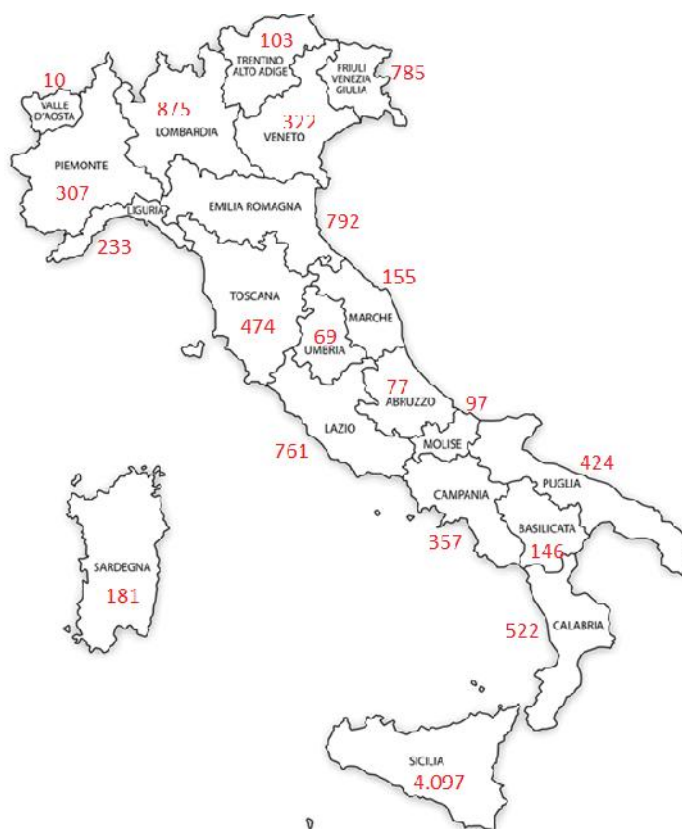 103
TRENTINO
ALTO ADIGE
FRIULI
VENEZIA
GIULIA
785
10
VALLE
D'AOSTA
875
LOMBARDIA
322
VENETO
PIEMONTE
307
LIGURIA
233
EMILIA ROMAGNA
792
155
TOSCANA
474
MARCHE
69
UMBRIA
77
ABRUZZO
97
LAZIO
761
MOLISE
424
PUGLIA
CAMPANIA
357
BASILICATA
146
SARDEGNA
181
522
CALABRIA
SICILIA
4.097